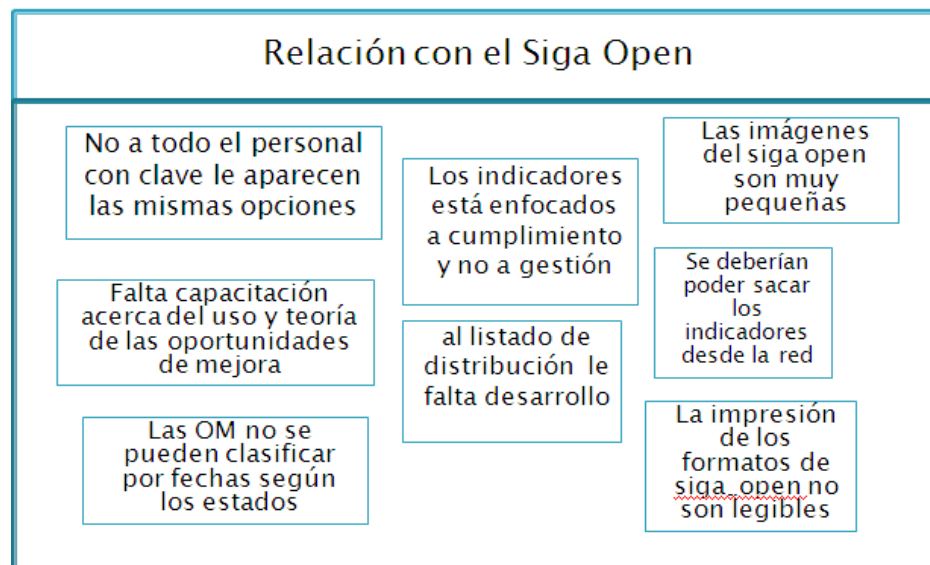 Relación con el Siga Open
No a todo el personal
con clave le aparecen
las mismas opciones
Falta capacitación
acerca del uso y teoría
de las oportunidades
de mejora
Las OM no se
pueden clasificar
por fechas según
los estados
Los indicadores
está enfocados
a cumplimiento
y no a gestión
al listado de
distribución le
falta desarrollo
Las imágenes
del siga open
son muy
pequeñas
Se deberían
poder sacar
los
indicadores
desde la red
La impresión
de los
formatos de
siga_open no
son legibles